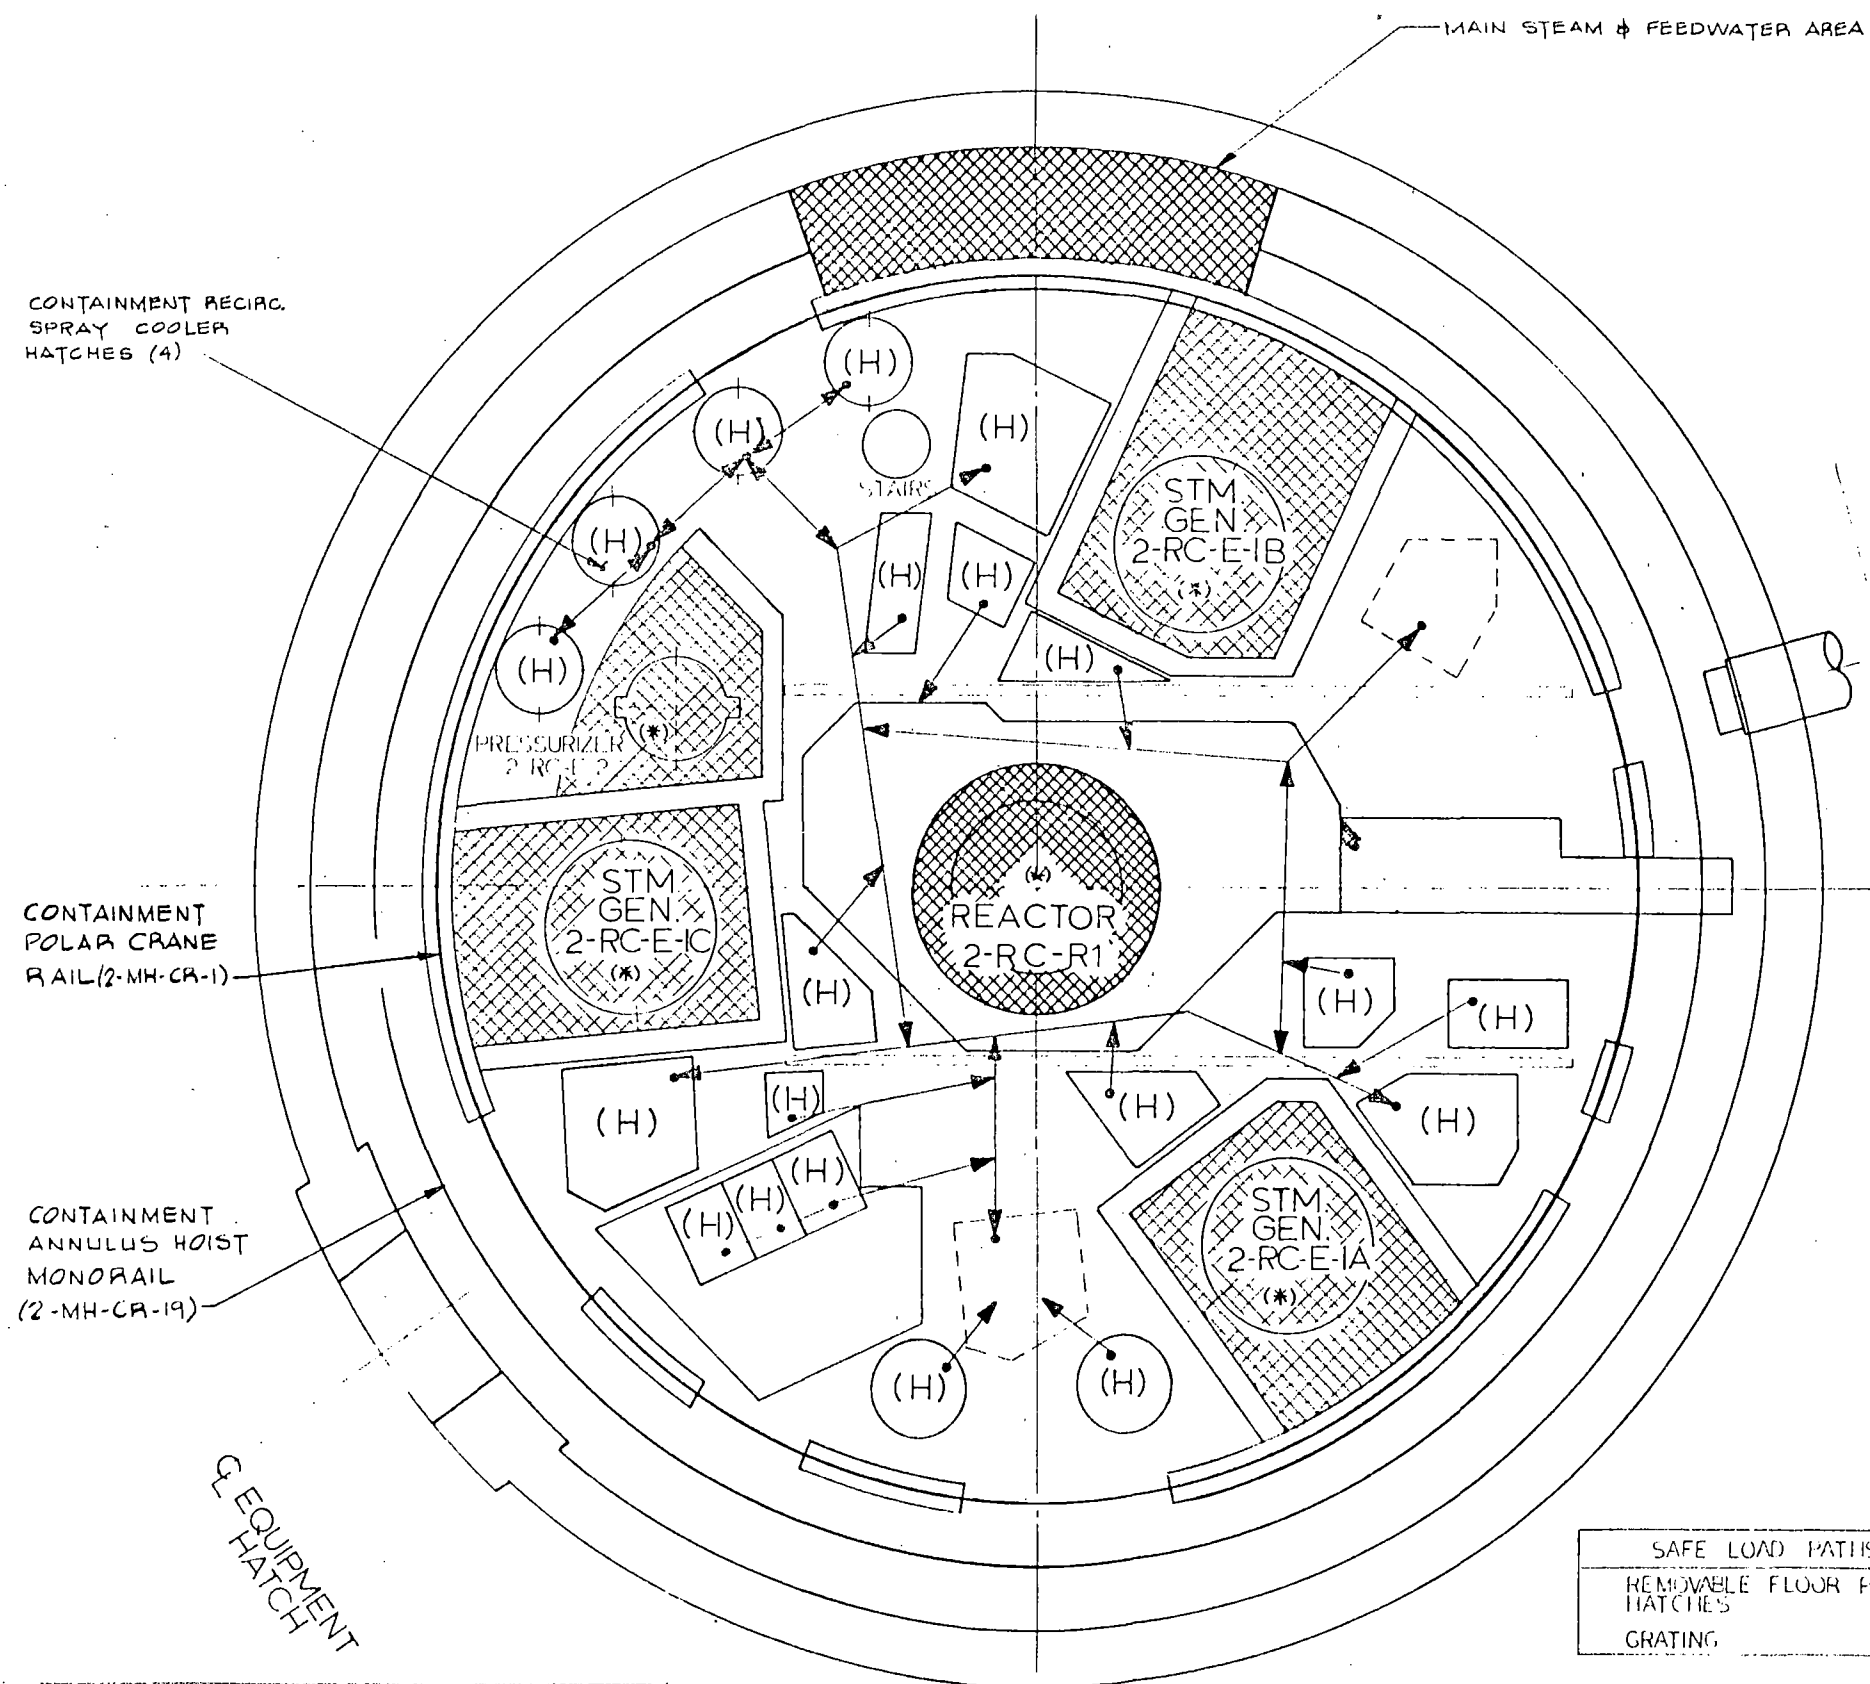 MAIN STEAM & FEEDWATER AREA
CONTAINMENT RECIRC.
SPRAY COOLER
HATCHES (4)
(H)
(H)
(H)
(H)
STAIRS
(H)
(H)
(H)
(H)
STM.
GEN.
2-RC-E-1B
(*)
PRESSURIZER
(*)
STM.
GEN.
2-RC-E-1C
(*)
(*)
REACTOR
2-RC-R1
CONTAINMENT
POLAR CRANE
RAIL (2-MH-CR-1)
(H)
(H)
(H)
(H)
(H)
(H)
(H)
(H)
(H)
(H)
STM.
GEN.
2-RC-E-1A
(*)
CONTAINMENT
ANNULUS HOIST
MONORAIL
(2-MH-CR-19)
(H)
(H)
℄ EQUIPMENT
HATCH
SAFE LOAD PATHS
REMOVABLE FLOOR
HATCHES
GRATING